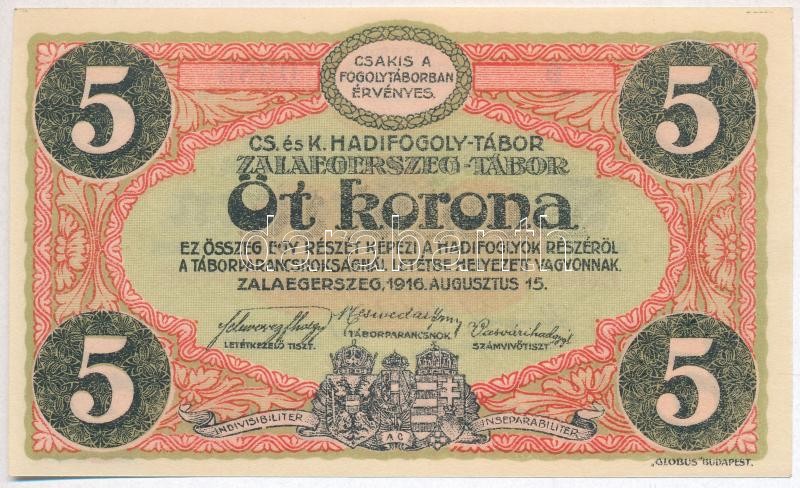 5
5
CSAKIS A
FOGOLYTÁBORBAN
ÉRVÉNYES.
CS. és K. HADIFOGOLY-TÁBOR
ZALAEGERSZEG-TÁBOR
Öt korona
darabanth
EZ ÖSSZEG EGY RÉSZÉT KÉPEZI A HADIFOGLYOK RÉSZÉRŐL
A TÁBORPARANCSNOKSÁGNÁL LETÉTBE HELYEZETT VAGYONNAK.
ZALAEGERSZEG, 1916. AUGUSZTUS 15.
LETÉTKEZELŐ TISZT.
TÁBORPARANCSNOK
SZÁMVIVŐTISZT
5
5
INDIVISIBILITER
AC
INSEPARABILITER
„GLOBUS" BUDAPEST.